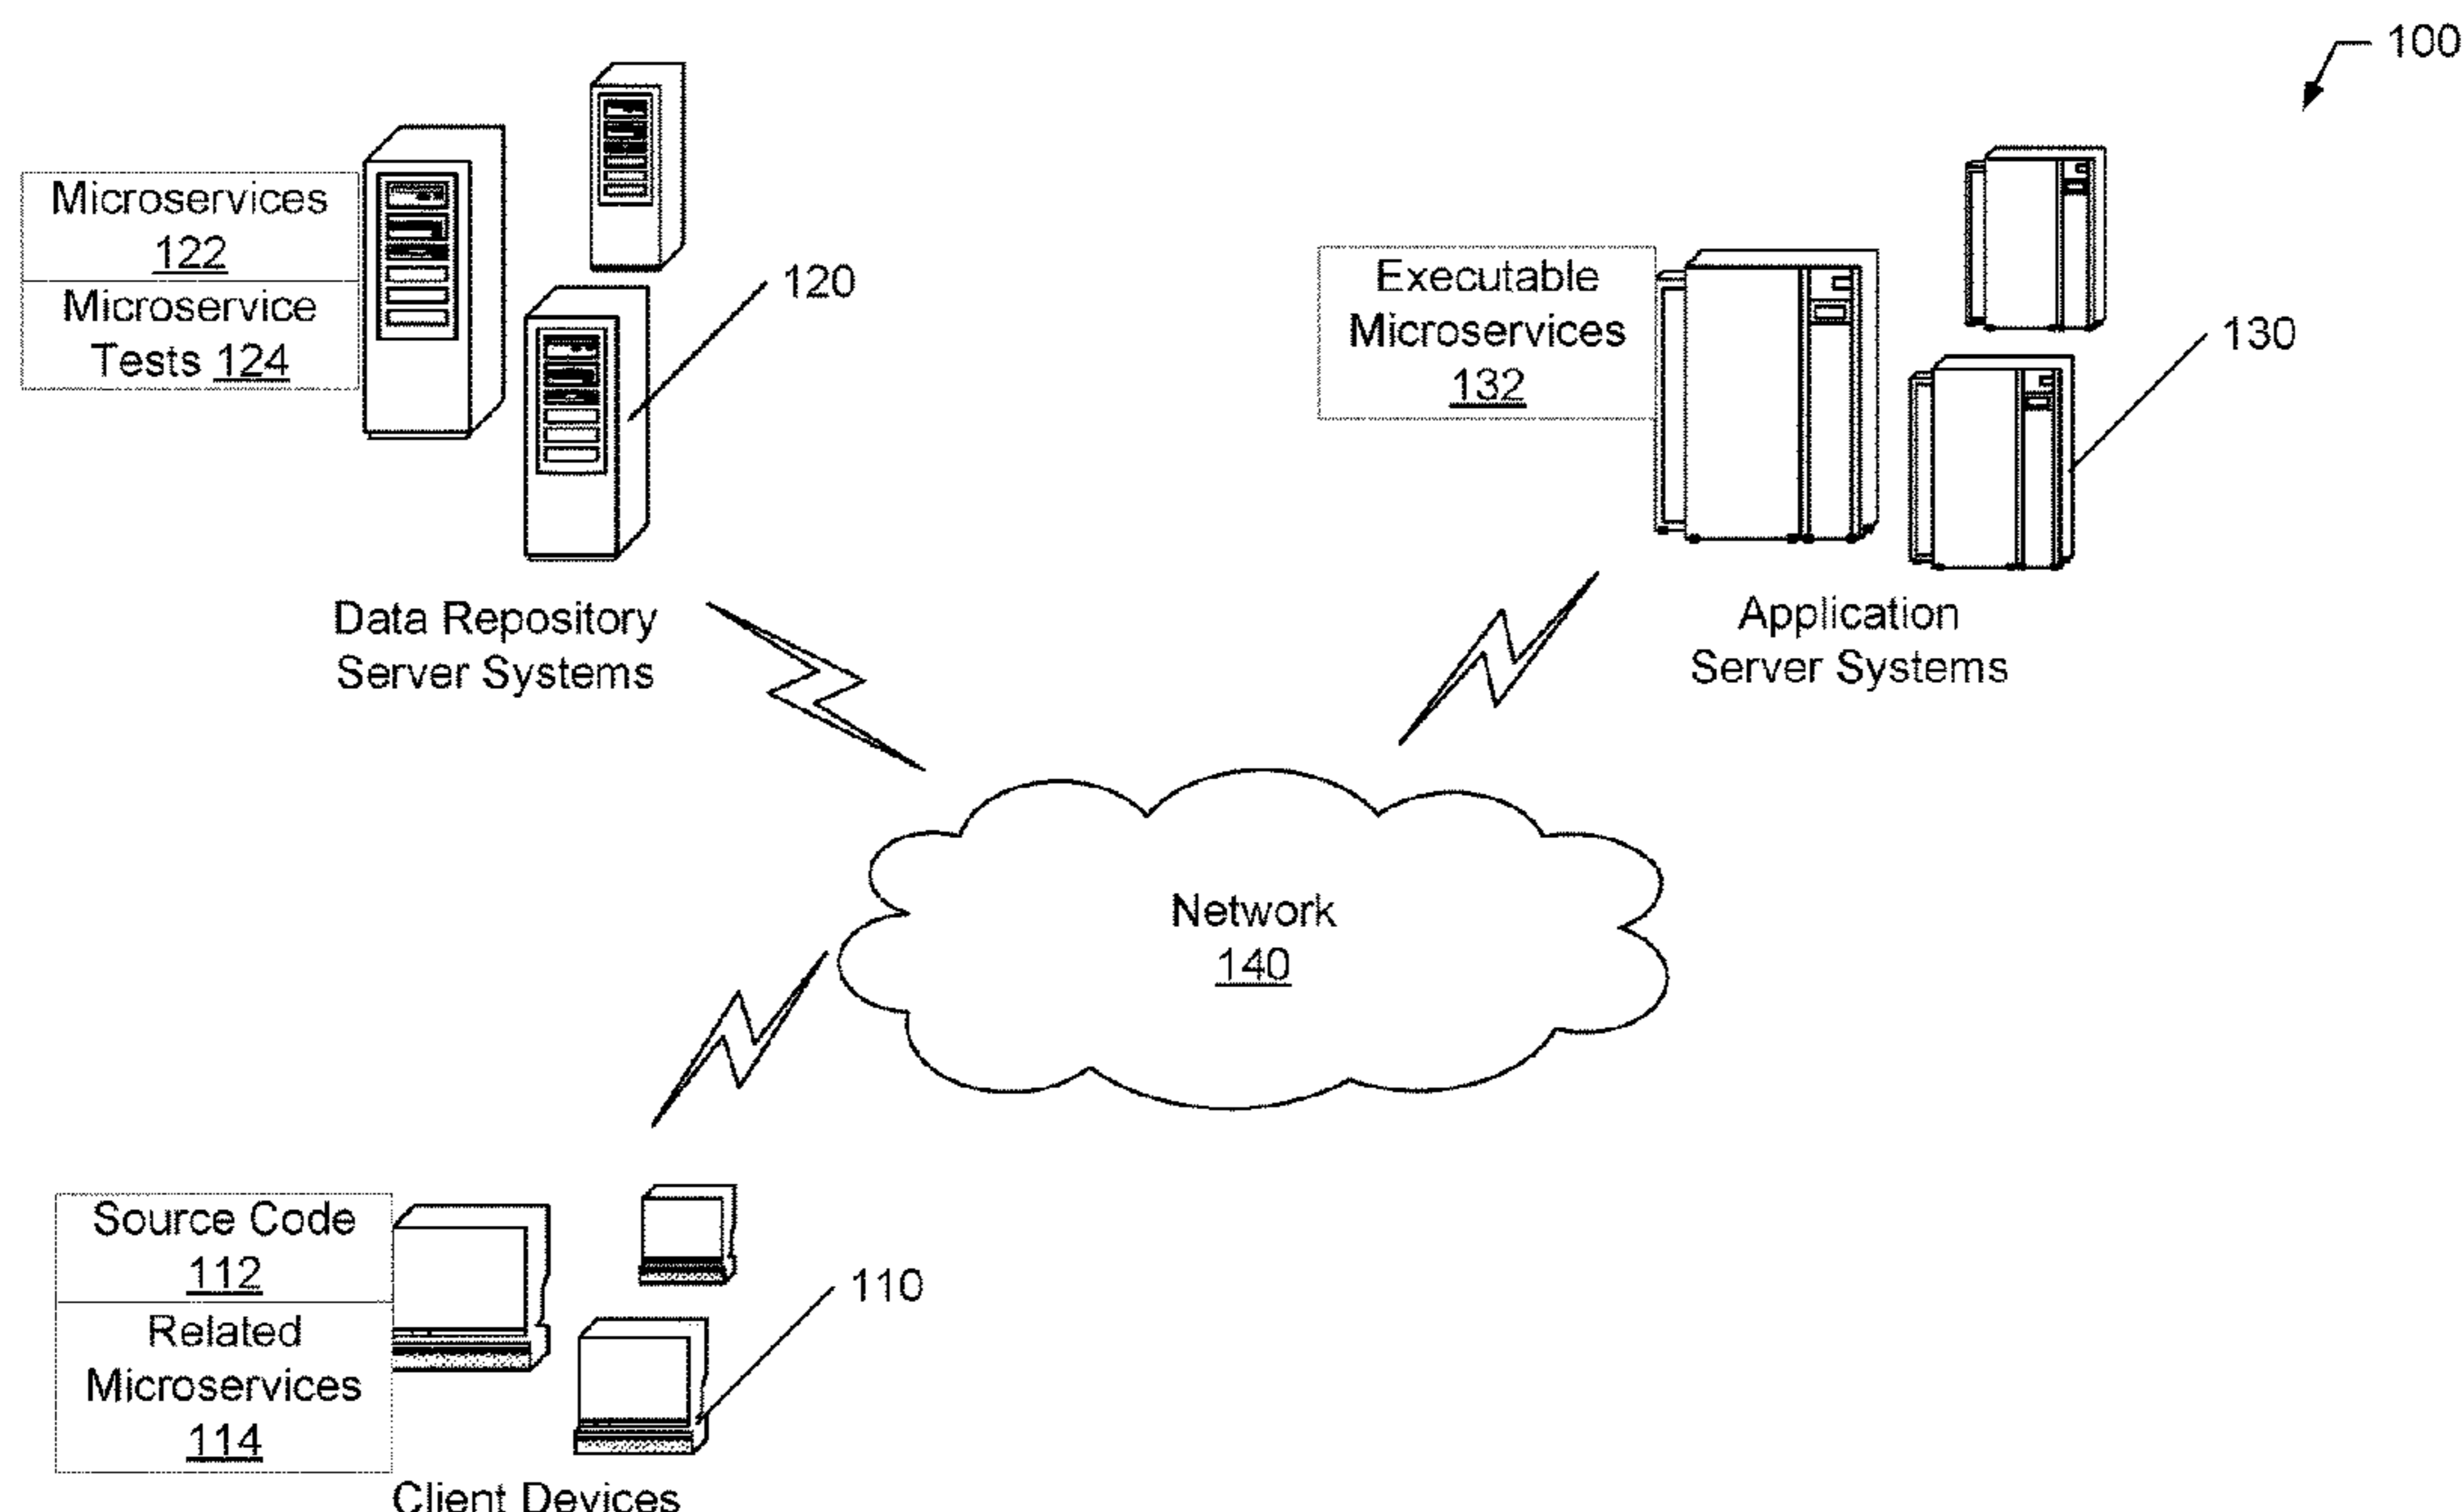 100
Microservices
122
Microservice
Tests 124
120
Data Repository
Server Systems
Executable
Microservices
132
130
Application
Server Systems
Network
140
Source Code
112
Related
Microservices
114
110
Client Devices